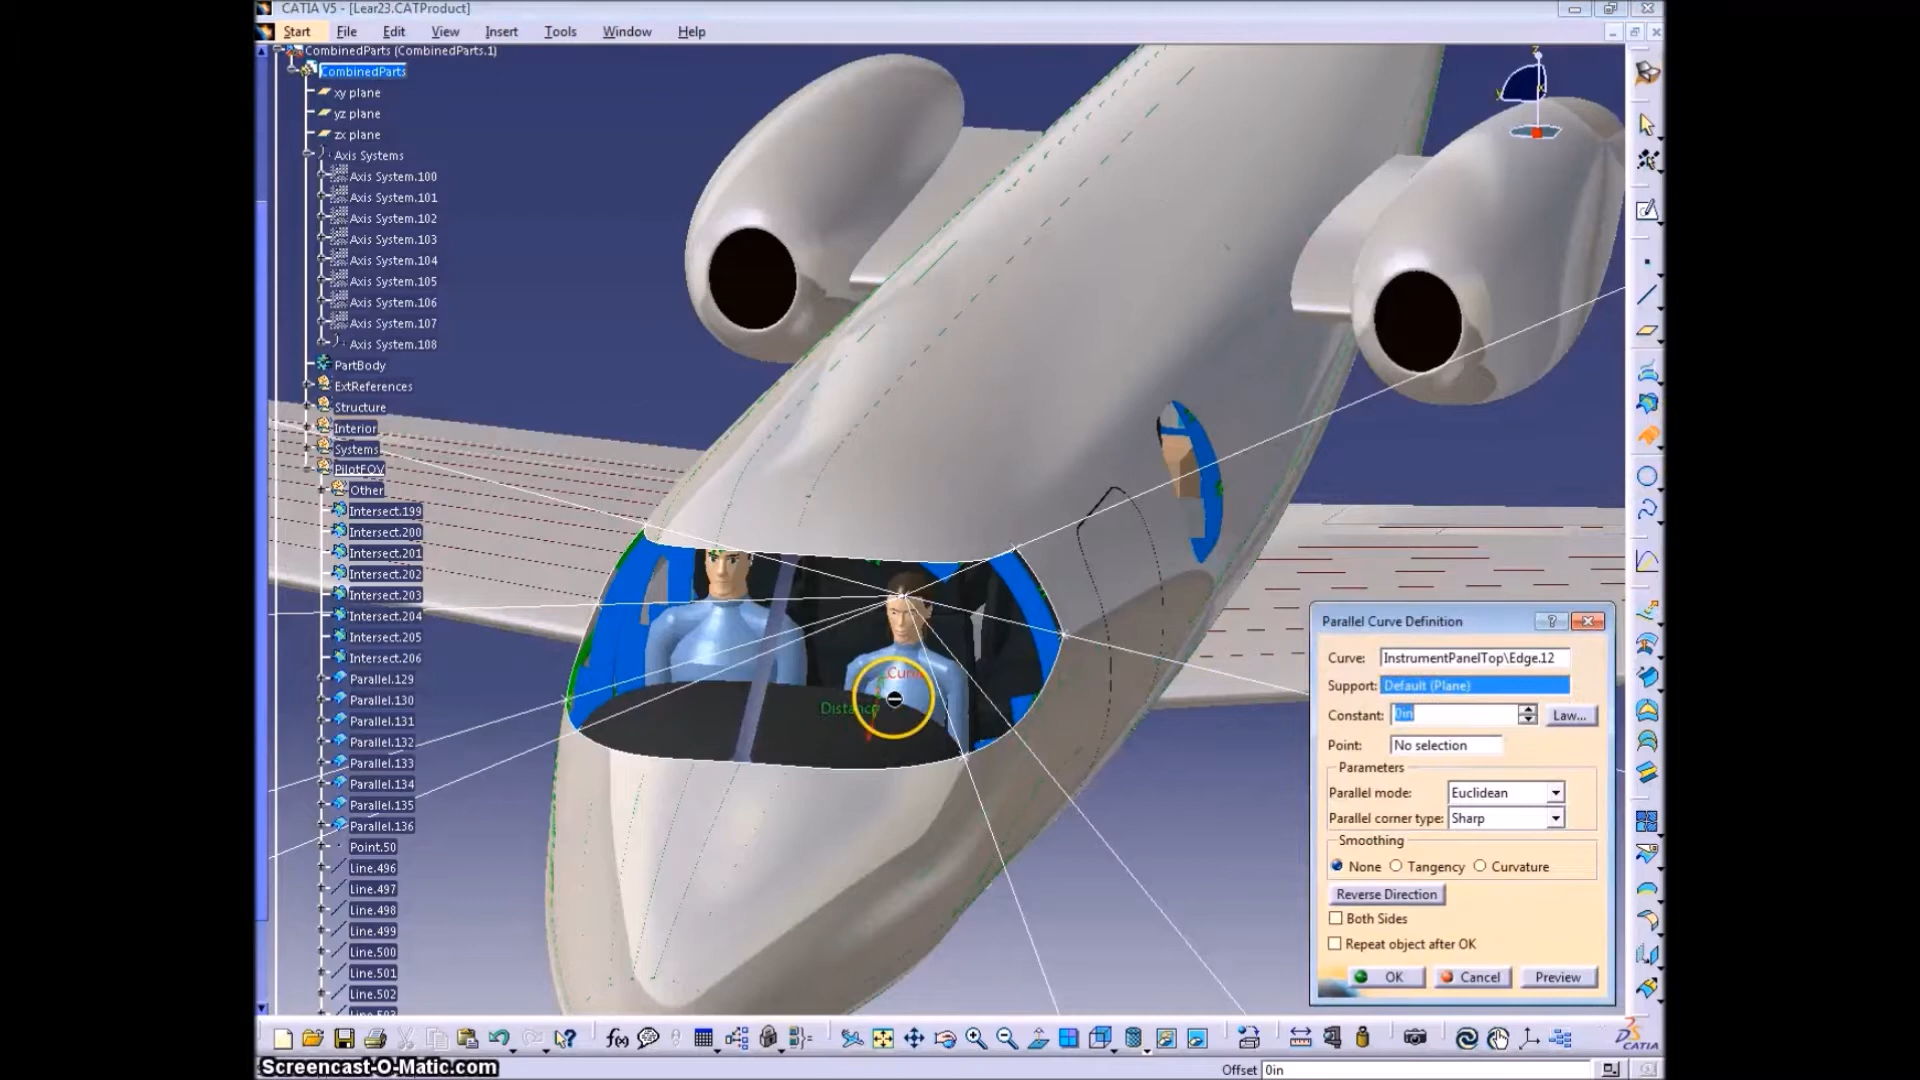 CATIA V5 - [Lear23.CATProduct]
Start File Edit View Insert Tools Window Help
CombinedParts (CombinedParts.1)
CombinedParts
xy plane
yz plane
zx plane
Axis Systems
Axis System.100
Axis System.101
Axis System.102
Axis System.103
Axis System.104
Axis System.105
Axis System.106
Axis System.107
Axis System.108
PartBody
ExtReferences
Structure
Interior
Systems
PilotFOV
Other
Intersect.199
Intersect.200
Intersect.201
Intersect.202
Intersect.203
Intersect.204
Intersect.205
Intersect.206
Parallel.129
Parallel.130
Parallel.131
Parallel.132
Parallel.133
Parallel.134
Parallel.135
Parallel.136
Point.50
Line.496
Line.497
Line.498
Line.499
Line.500
Line.501
Line.502
Curve
Distance
Parallel Curve Definition
Curve: InstrumentPanelTop\Edge.12
Support: Default (Plane)
Constant: 0in Law...
Point: No selection
Parameters
Parallel mode: Euclidean
Parallel corner type: Sharp
Smoothing
None Tangency Curvature
Reverse Direction
Both Sides
Repeat object after OK
OK Cancel Preview
f(x)
CATIA
Screencast-O-Matic.com
Offset 0in